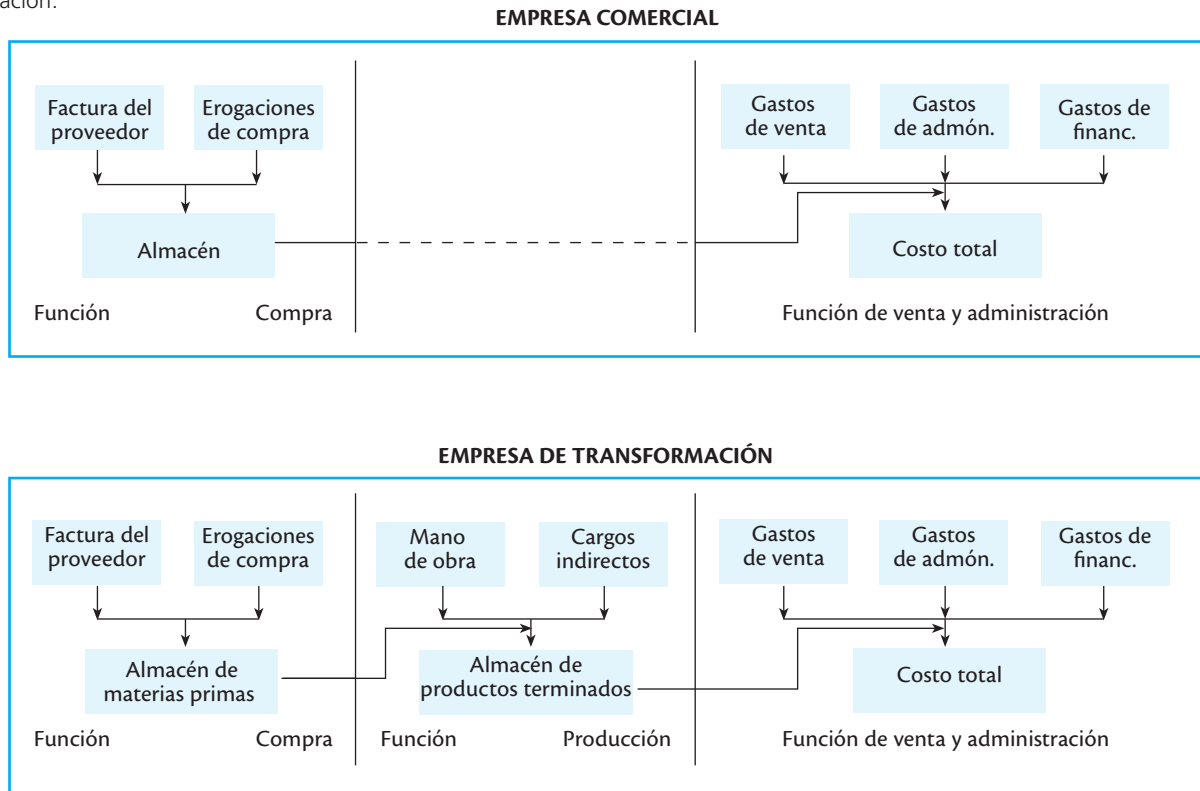 ación.
EMPRESA COMERCIAL
Factura del
proveedor
Erogaciones
de compra
Almacén
Función
Compra
Gastos
de venta
Gastos
de admón.
Gastos de
financ.
Costo total
Función de venta y administración
EMPRESA DE TRANSFORMACIÓN
Factura del
proveedor
Erogaciones
de compra
Almacén de
materias primas
Función
Compra
Mano
de obra
Cargos
indirectos
Almacén de
productos terminados
Función
Producción
Gastos
de venta
Gastos
de admón.
Gastos de
financ.
Costo total
Función de venta y administración